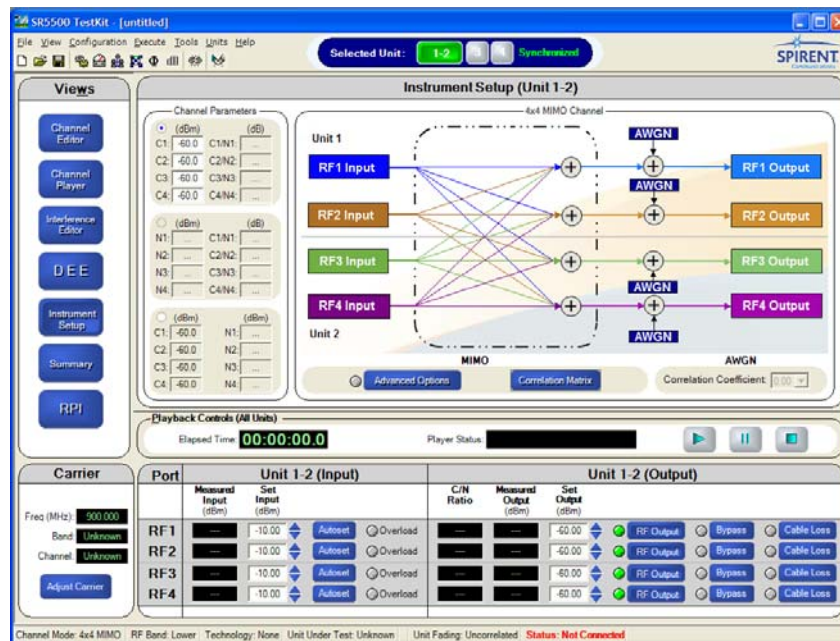 SR5500 TestKit - [untitled]
File View Configuration Execute Tools Units Help
Selected Unit: 1-2 3 4 Synchronized
SPIRENT
Communications
Views
Channel Editor
Channel Player
Interference Editor
DEE
Instrument Setup
Summary
RPI
Instrument Setup (Unit 1-2)
Channel Parameters
(dBm) (dB)
C1: -60.0 C1/N1: ...
C2: -60.0 C2/N2: ...
C3: -60.0 C3/N3: ...
C4: -60.0 C4/N4: ...
(dBm) (dB)
N1: ... C1/N1: ...
N2: ... C2/N2: ...
N3: ... C3/N3: ...
N4: ... C4/N4: ...
(dBm) (dBm)
C1: -60.0 N1: ...
C2: -60.0 N2: ...
C3: -60.0 N3: ...
C4: -60.0 N4: ...
4x4 MIMO Channel
Unit 1
AWGN
RF1 Input RF1 Output
AWGN
RF2 Input RF2 Output
RF3 Input RF3 Output
AWGN
RF4 Input RF4 Output
Unit 2
AWGN
MIMO AWGN
Advanced Options Correlation Matrix Correlation Coefficient: 0.00
Playback Controls (All Units)
Elapsed Time: 00:00:00.0 Player Status:
Carrier
Freq (MHz): 900.000
Band: Unknown
Channel: Unknown
Adjust Carrier
Port Unit 1-2 (Input) Unit 1-2 (Output)
Measured Input (dBm) Set Input (dBm) C/N Ratio Measured Output (dBm) Set Output (dBm)
RF1 --- -10.00 Autoset Overload --- --- -60.00 RF Output Bypass Cable Loss
RF2 --- -10.00 Autoset Overload --- --- -60.00 RF Output Bypass Cable Loss
RF3 --- -10.00 Autoset Overload --- --- -60.00 RF Output Bypass Cable Loss
RF4 --- -10.00 Autoset Overload --- --- -60.00 RF Output Bypass Cable Loss
Channel Mode: 4x4 MIMO RF Band: Lower Technology: None Unit Under Test: Unknown Unit Fading: Uncorrelated Status: Not Connected